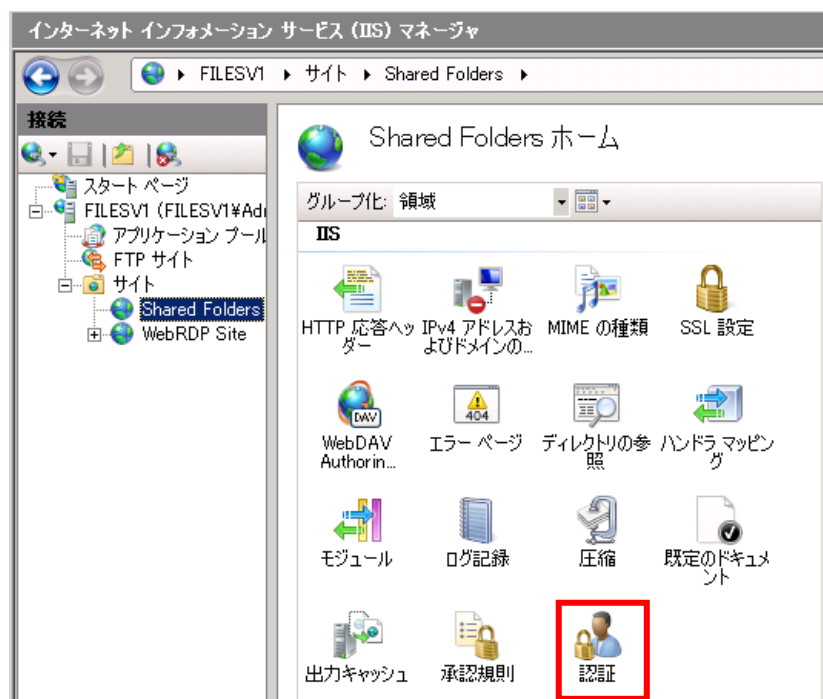 インターネット インフォメーション サービス (IIS) マネージャ
FILESV1 サイト Shared Folders
接続
スタート ページ
FILESV1 (FILESV1¥Adı
アプリケーション プール
FTP サイト
サイト
Shared Folders
WebRDP Site
Shared Folders ホーム
グループ化: 領域
IIS
HTTP 応答ヘッ
ダー
IPv4 アドレスお
よびドメインの...
MIME の種類
SSL 設定
DAV
WebDAV
Authorin...
404
エラー ページ
ディレクトリの参
照
ハンドラ マッピン
グ
モジュール
ログ記録
圧縮
既定のドキュメ
ント
出力キャッシュ
承認規則
認証